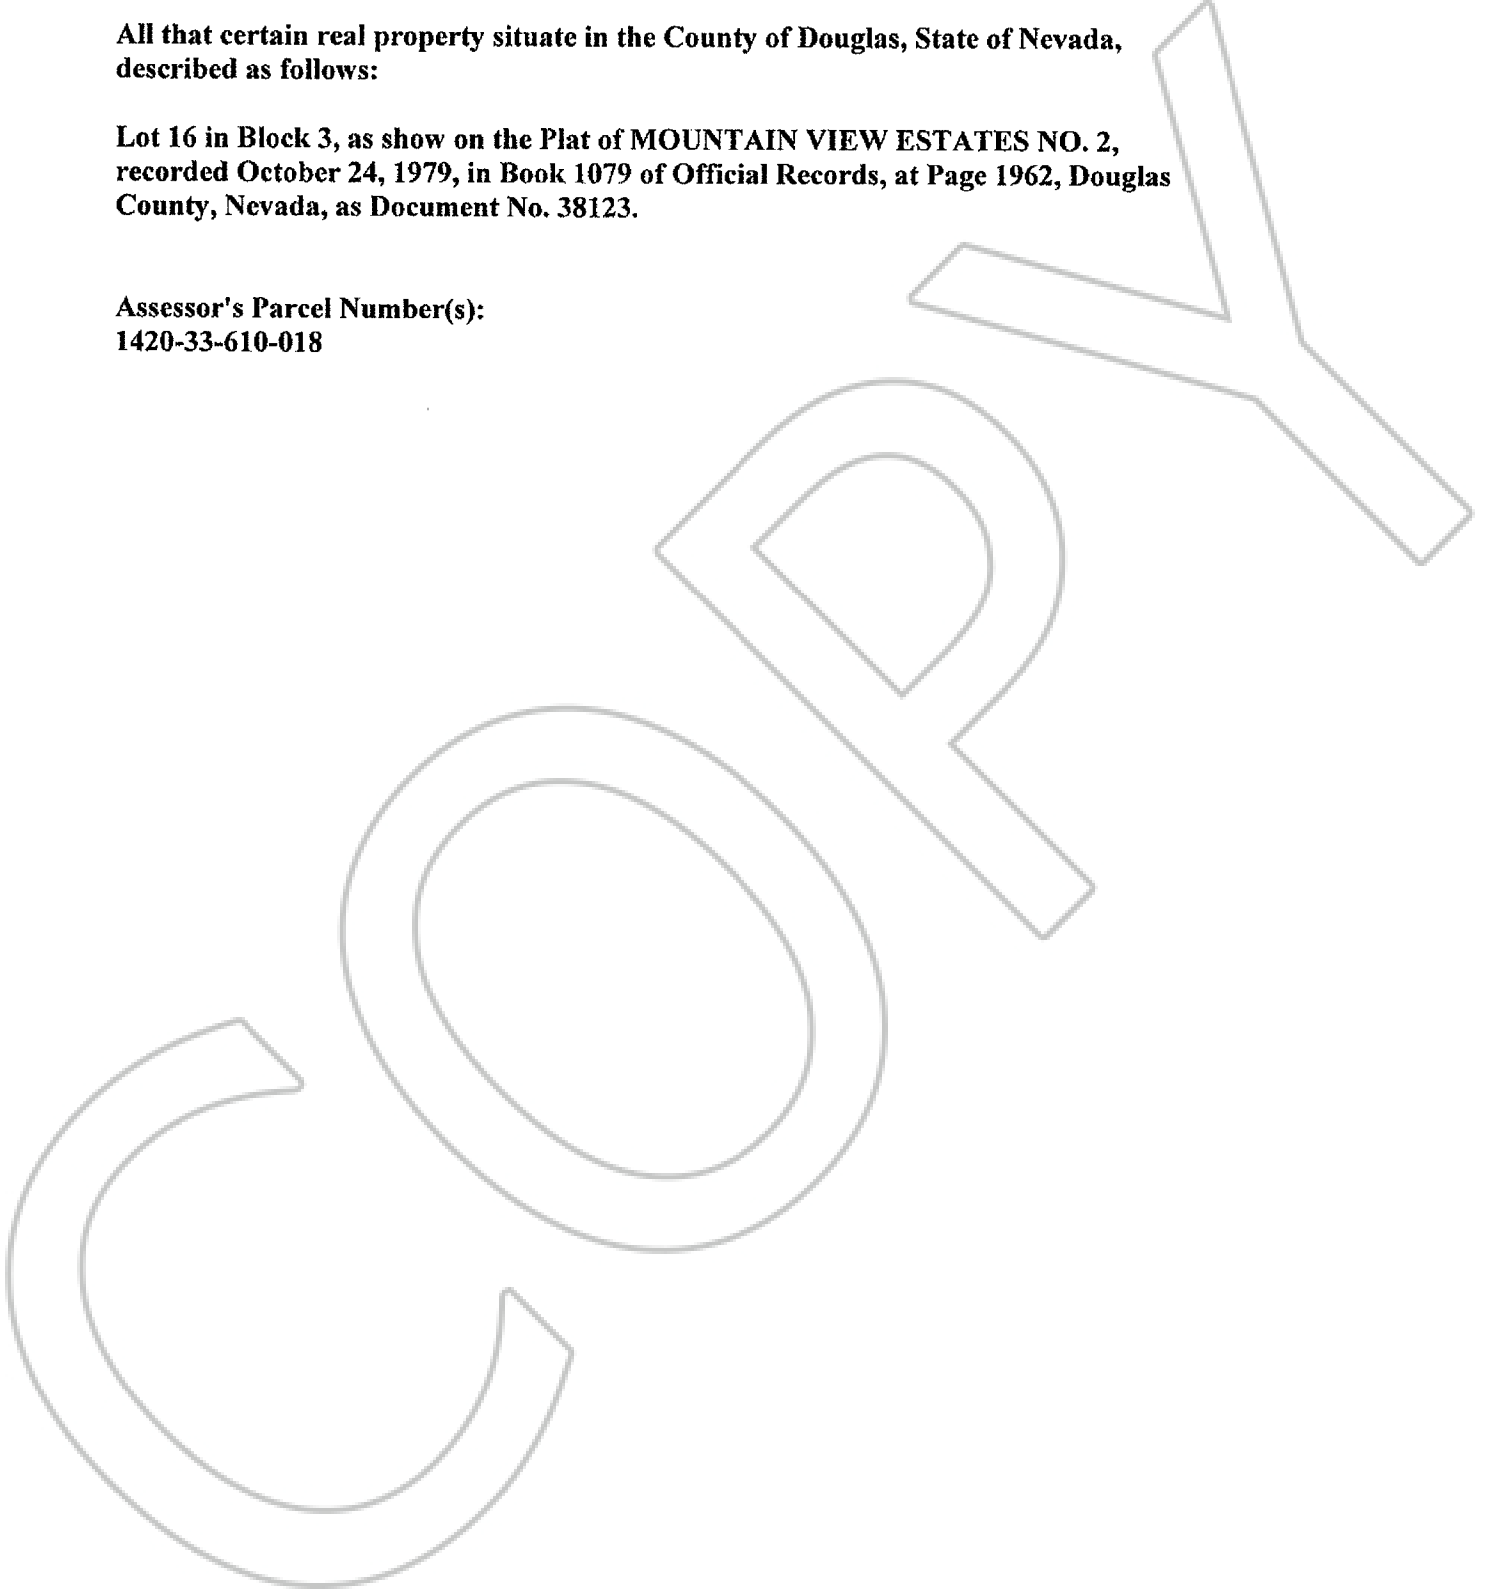 All that certain real property situate in the County of Douglas, State of Nevada,
described as follows:
Lot 16 in Block 3, as show on the Plat of MOUNTAIN VIEW ESTATES NO. 2,
recorded October 24, 1979, in Book 1079 of Official Records, at Page 1962, Douglas
County, Nevada, as Document No. 38123.
Assessor's Parcel Number(s):
1420-33-610-018
COPY